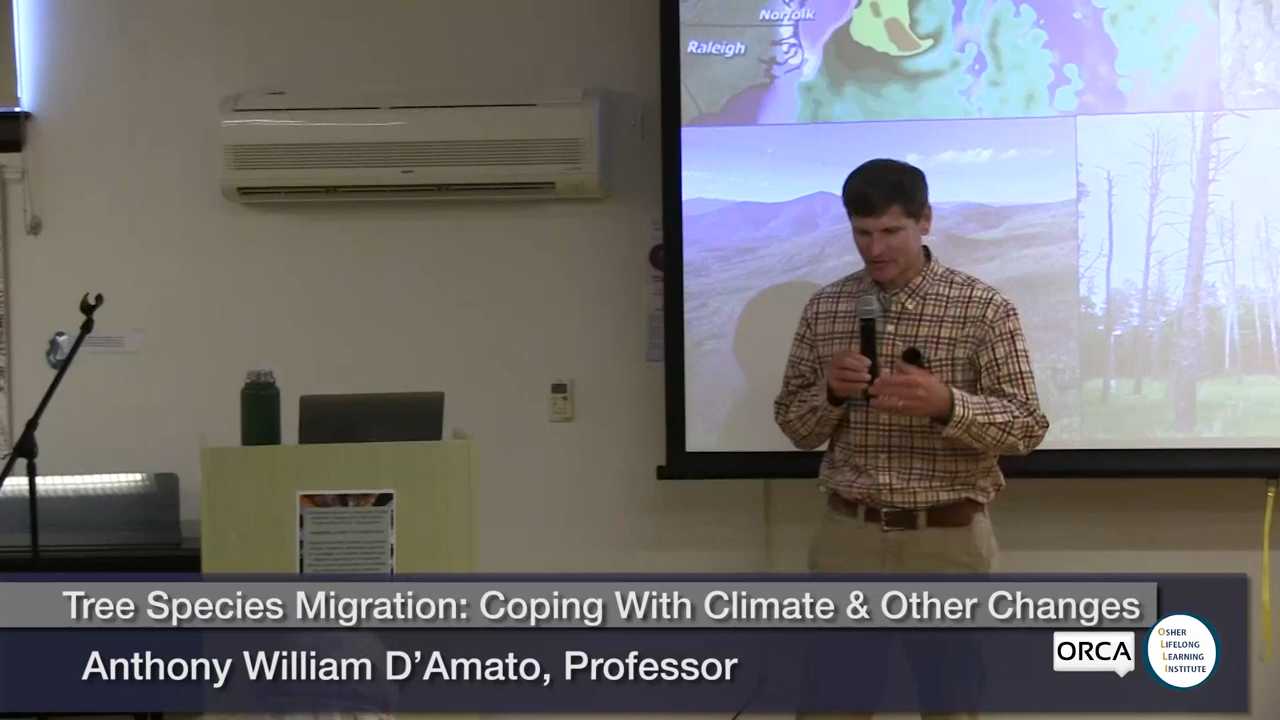 Norfolk
Raleigh
Tree Species Migration: Coping With Climate & Other Changes
Anthony William D'Amato, Professor
ORCA
OSHER
LIFELONG
LEARNING
INSTITUTE